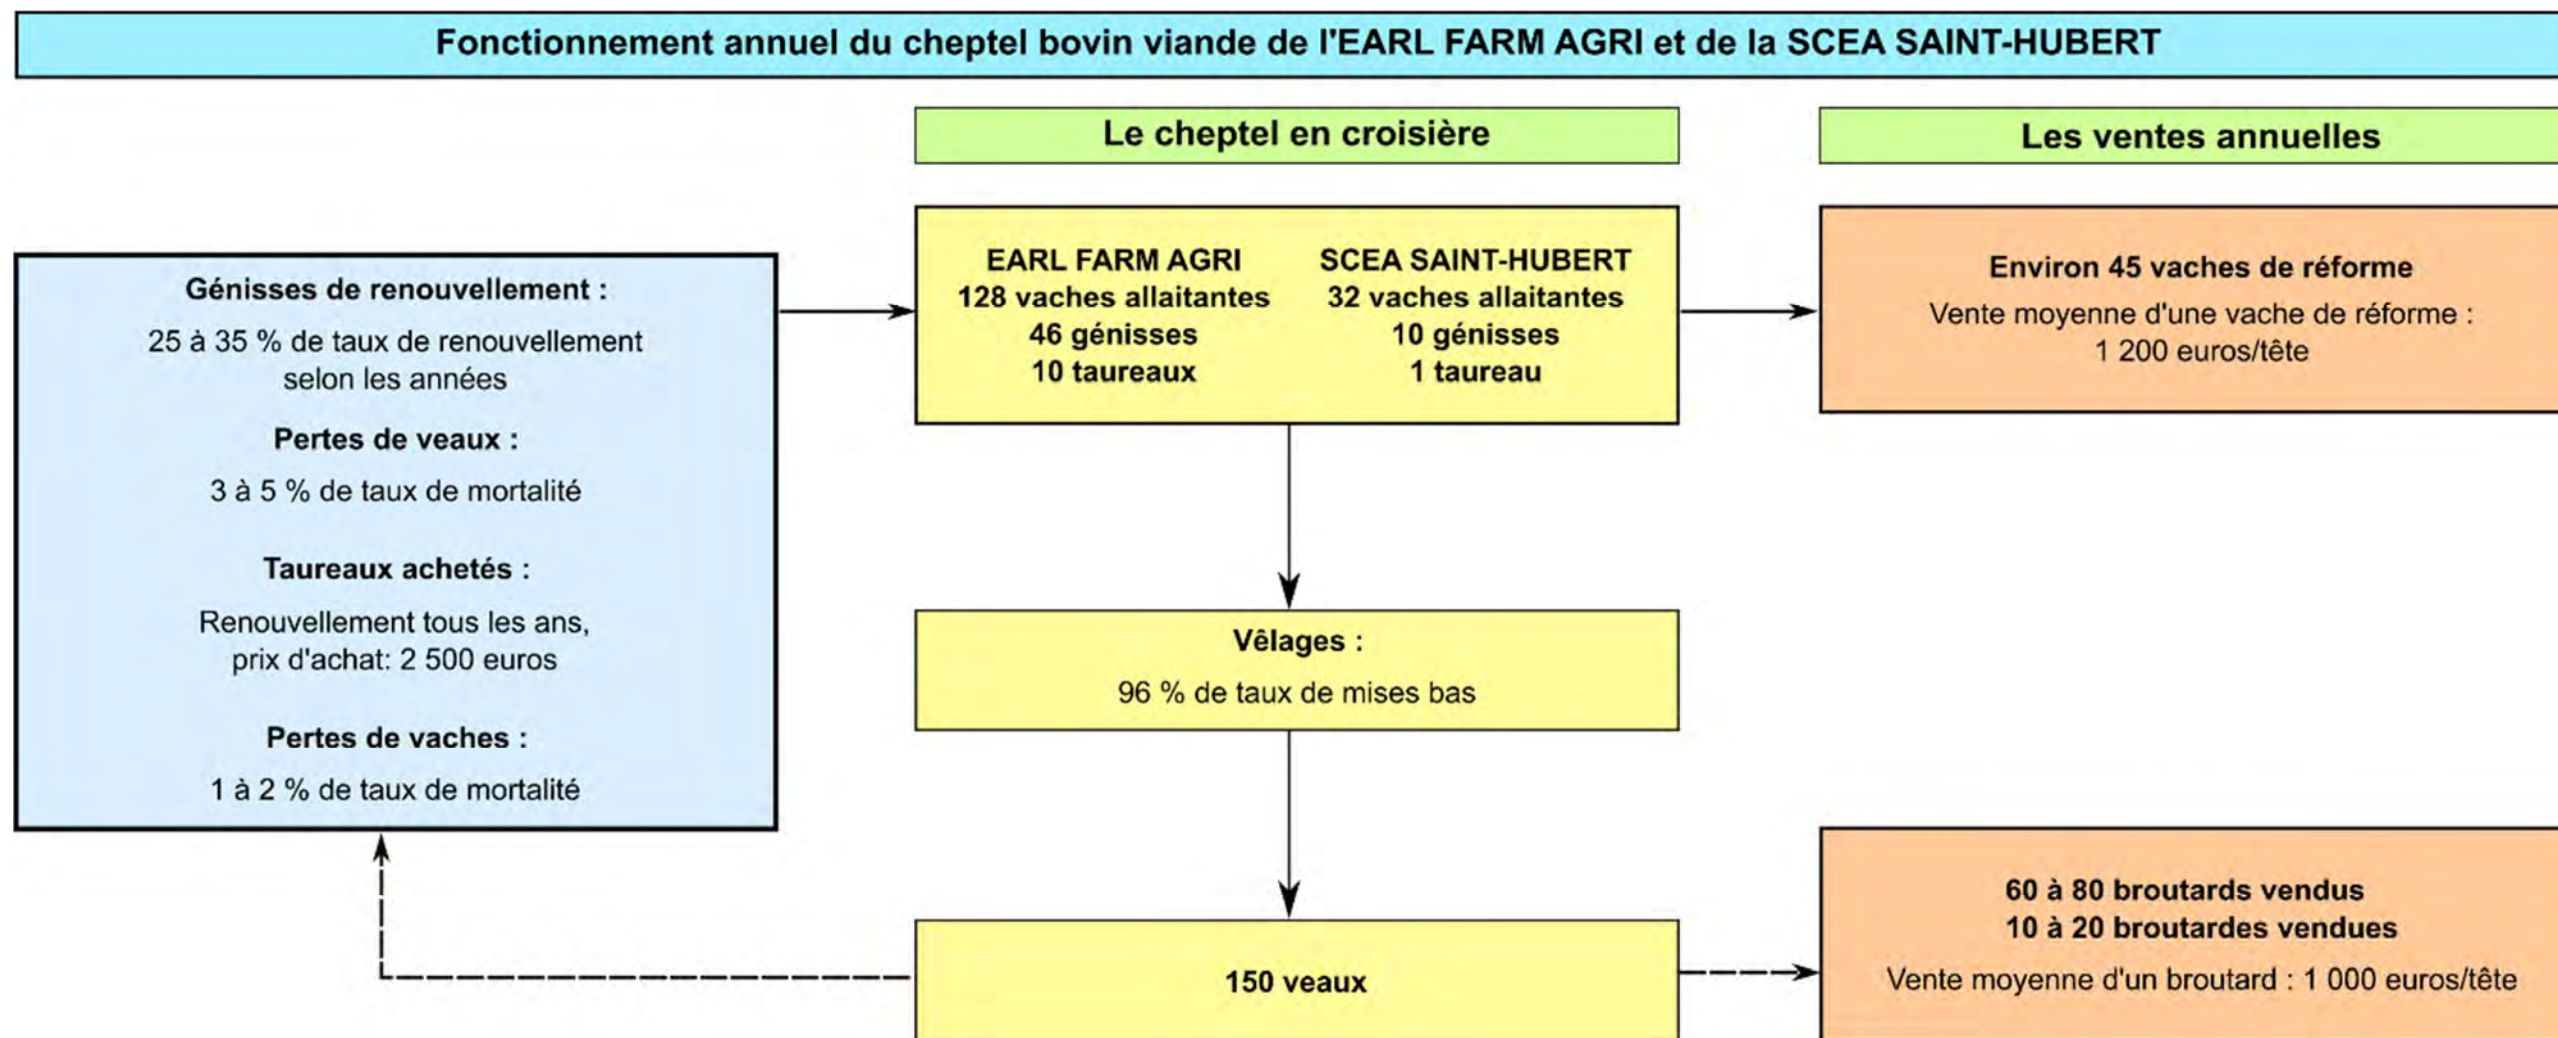 Fonctionnement annuel du cheptel bovin viande de l'EARL FARM AGRI et de la SCEA SAINT-HUBERT
Le cheptel en croisière
Les ventes annuelles
Génisses de renouvellement :
25 à 35 % de taux de renouvellement
selon les années
Pertes de veaux :
3 à 5 % de taux de mortalité
Taureaux achetés :
Renouvellement tous les ans,
prix d'achat: 2 500 euros
Pertes de vaches :
1 à 2 % de taux de mortalité
EARL FARM AGRI
128 vaches allaitantes
46 génisses
10 taureaux
SCEA SAINT-HUBERT
32 vaches allaitantes
10 génisses
1 taureau
Environ 45 vaches de réforme
Vente moyenne d'une vache de réforme :
1 200 euros/tête
Vêlages :
96 % de taux de mises bas
150 veaux
60 à 80 broutards vendus
10 à 20 broutardes vendues
Vente moyenne d'un broutard : 1 000 euros/tête